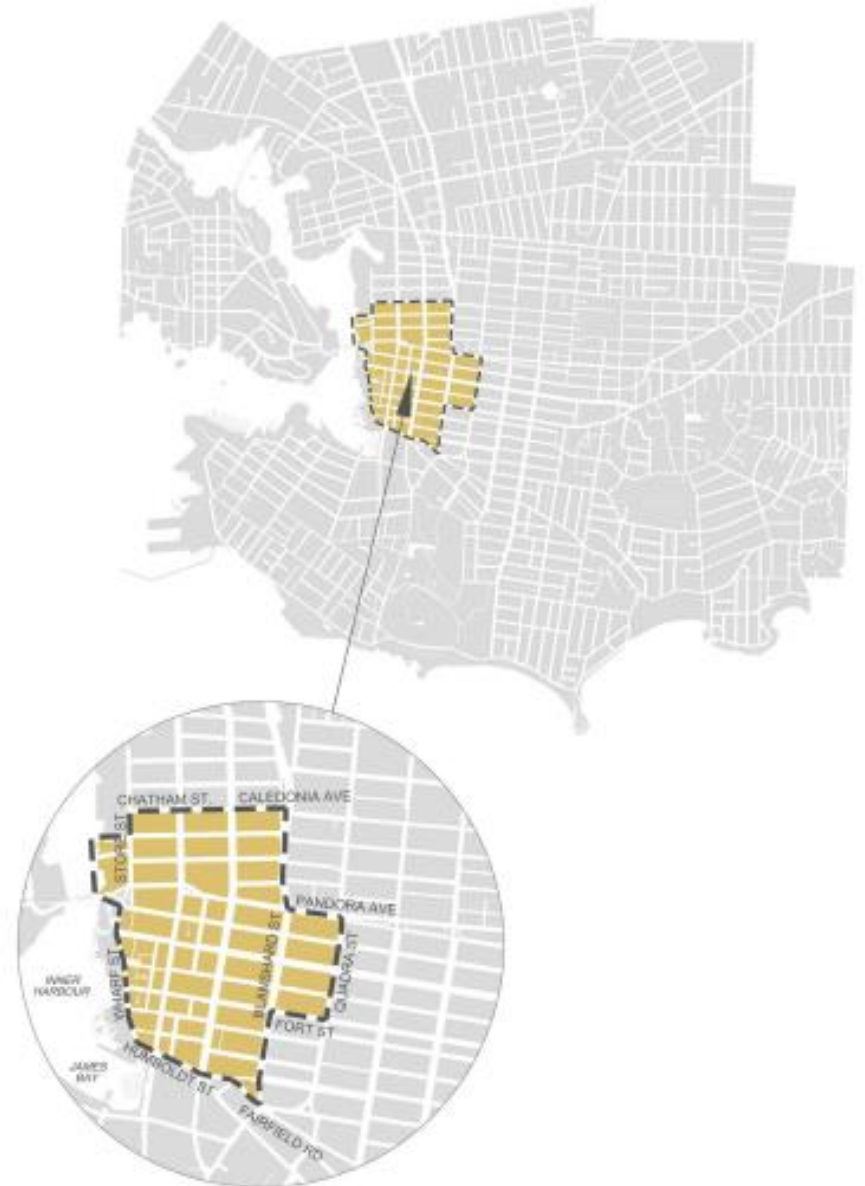 CHATHAM ST.
CALEDONIA AVE
STORE ST
PANDORA AVE
BLANSHARD ST
QUADRA ST
WHARF ST
INNER
HARBOUR
FORT ST
HUMBOLDT ST
JAMES
BAY
FAIRFIELD RD